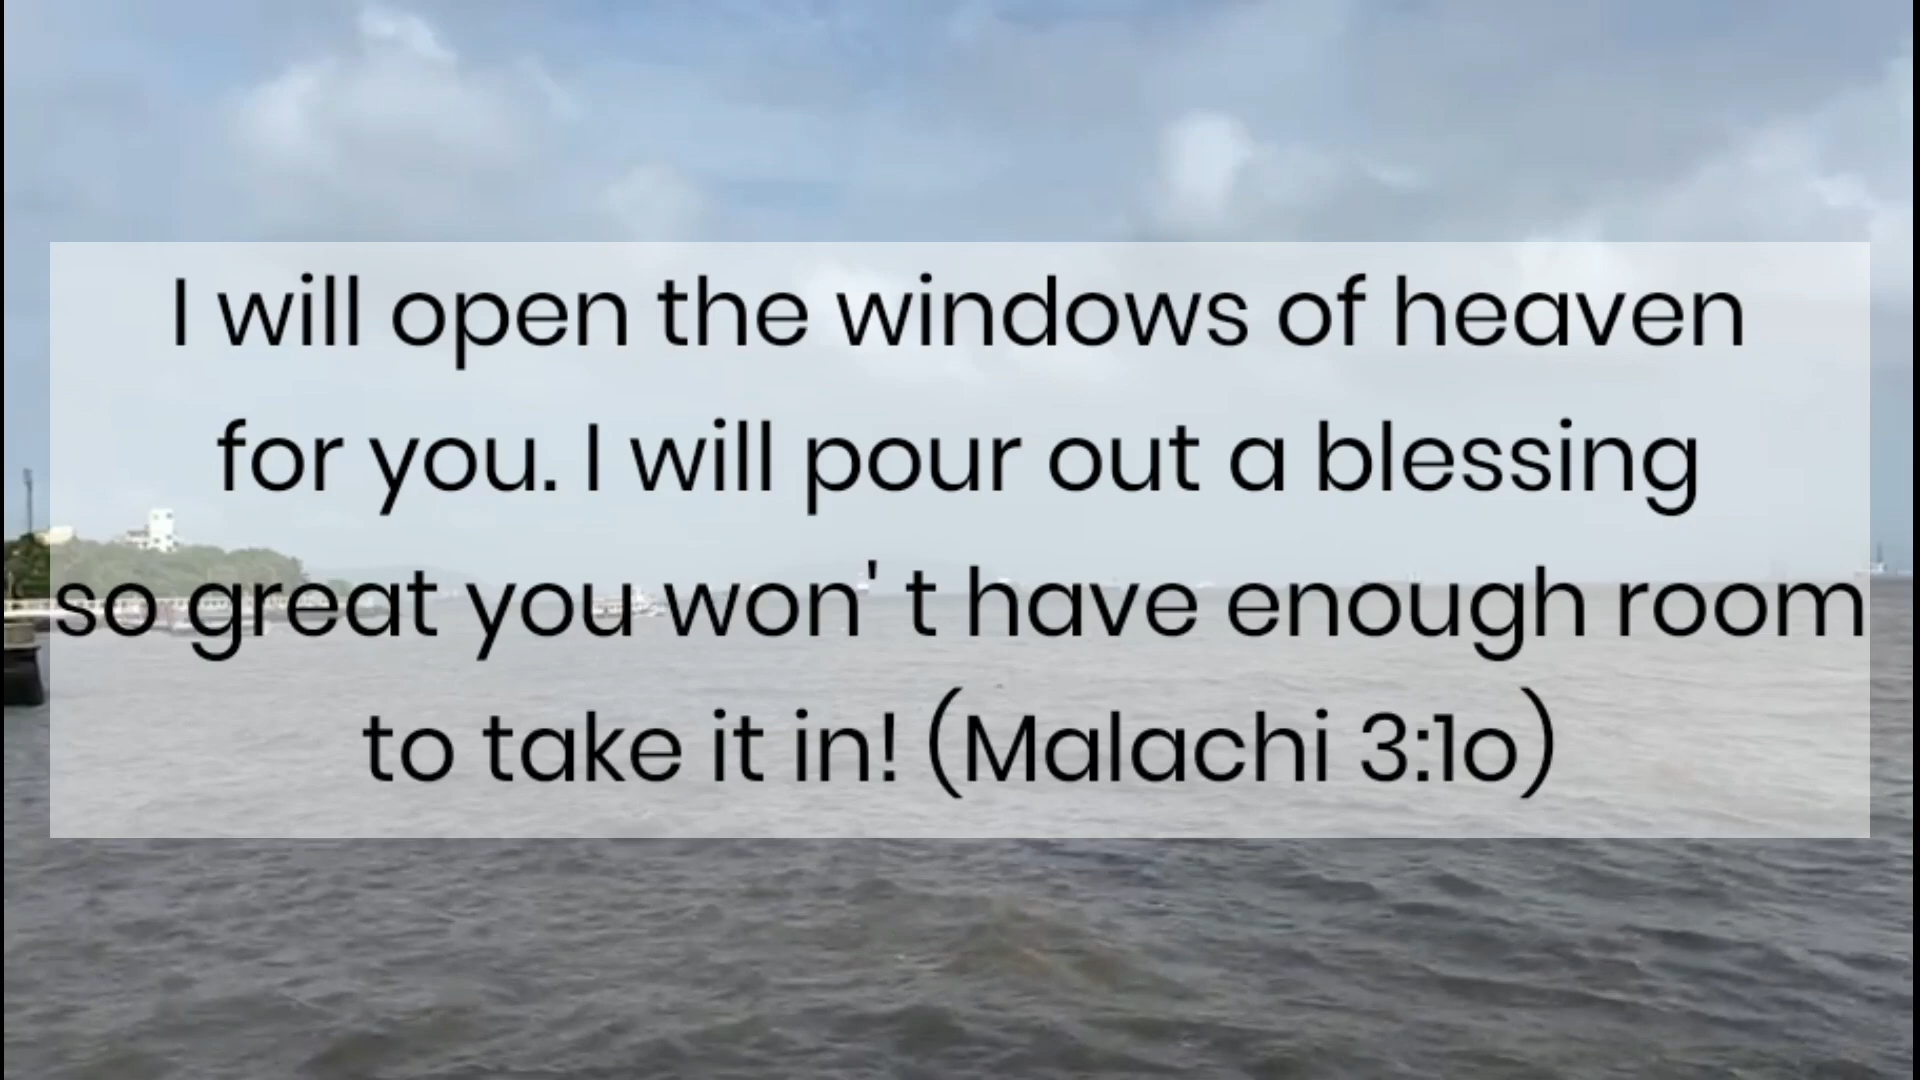 I will open the windows of heaven
for you. I will pour out a blessing
so great you won' t have enough room
to take it in! (Malachi 3:1o)